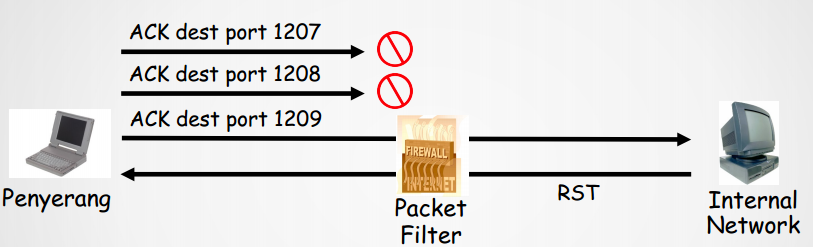 ACK dest port 1207
ACK dest port 1208
ACK dest port 1209
FIREWALL
INTERNET
Penyerang
Packet
Filter
RST
Internal
Network